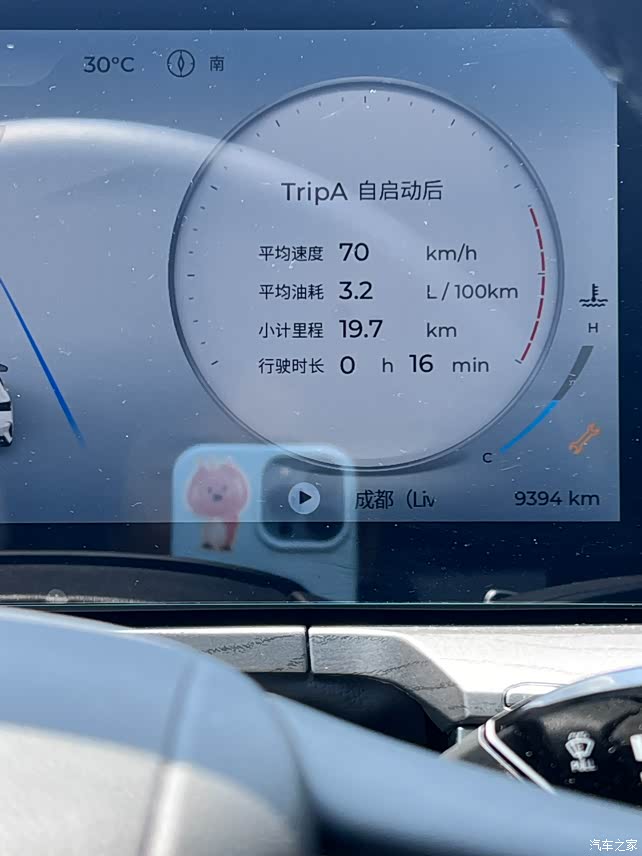 30°C 南
TripA 自启动后
平均速度 70 km/h
平均油耗 3.2 L / 100km
小计里程 19.7 km
行驶时长 0 h 16 min
H
C
成都（Liv
9394 km
PULL
汽车之家